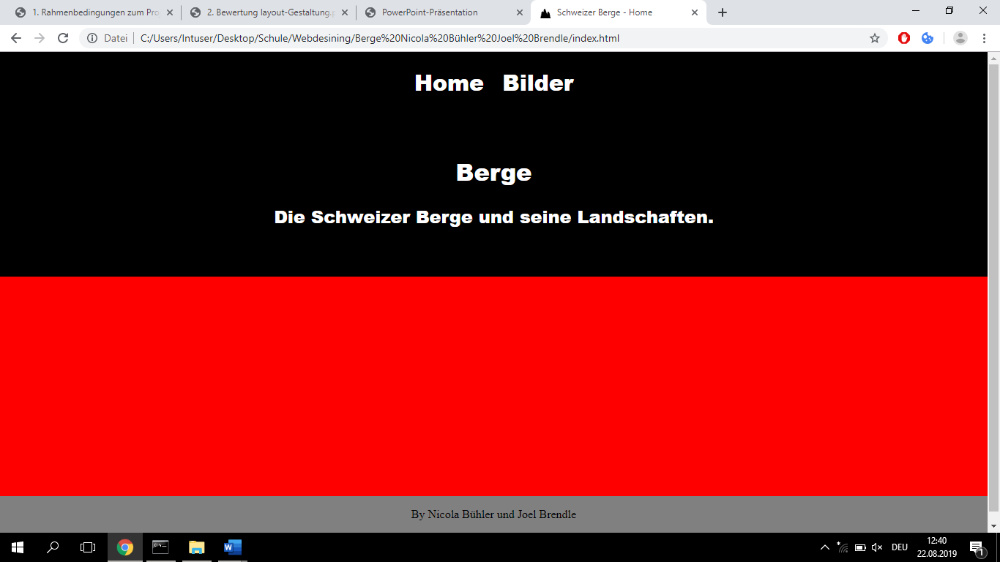 1. Rahmenbedingungen zum Pro
2. Bewertung layout-Gestaltung.p
PowerPoint-Präsentation
Schweizer Berge - Home
Datei
C:/Users/Intuser/Desktop/Schule/Webdesining/Berge%20Nicola%20Bühler%20Joel%20Brendle/index.html
Home Bilder
Berge
Die Schweizer Berge und seine Landschaften.
By Nicola Bühler und Joel Brendle
DEU
12:40
22.08.2019
1